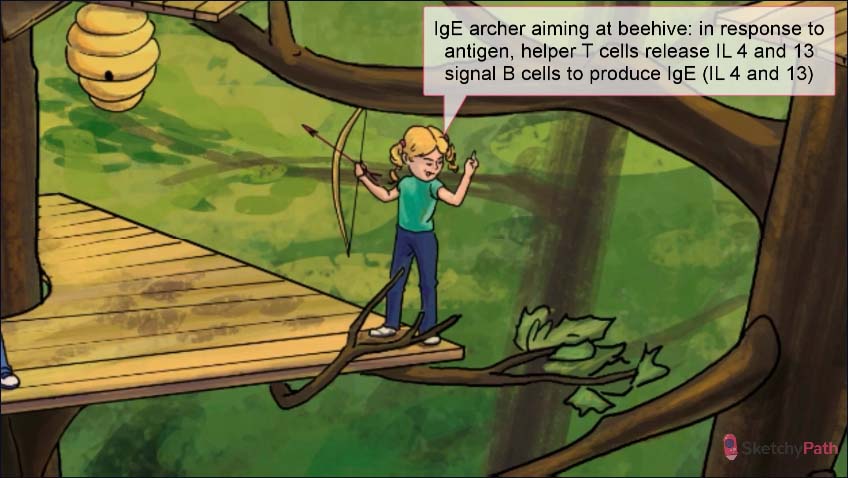 IgE archer aiming at beehive: in response to
antigen, helper T cells release IL 4 and 13
signal B cells to produce IgE (IL 4 and 13)
SketchyPath